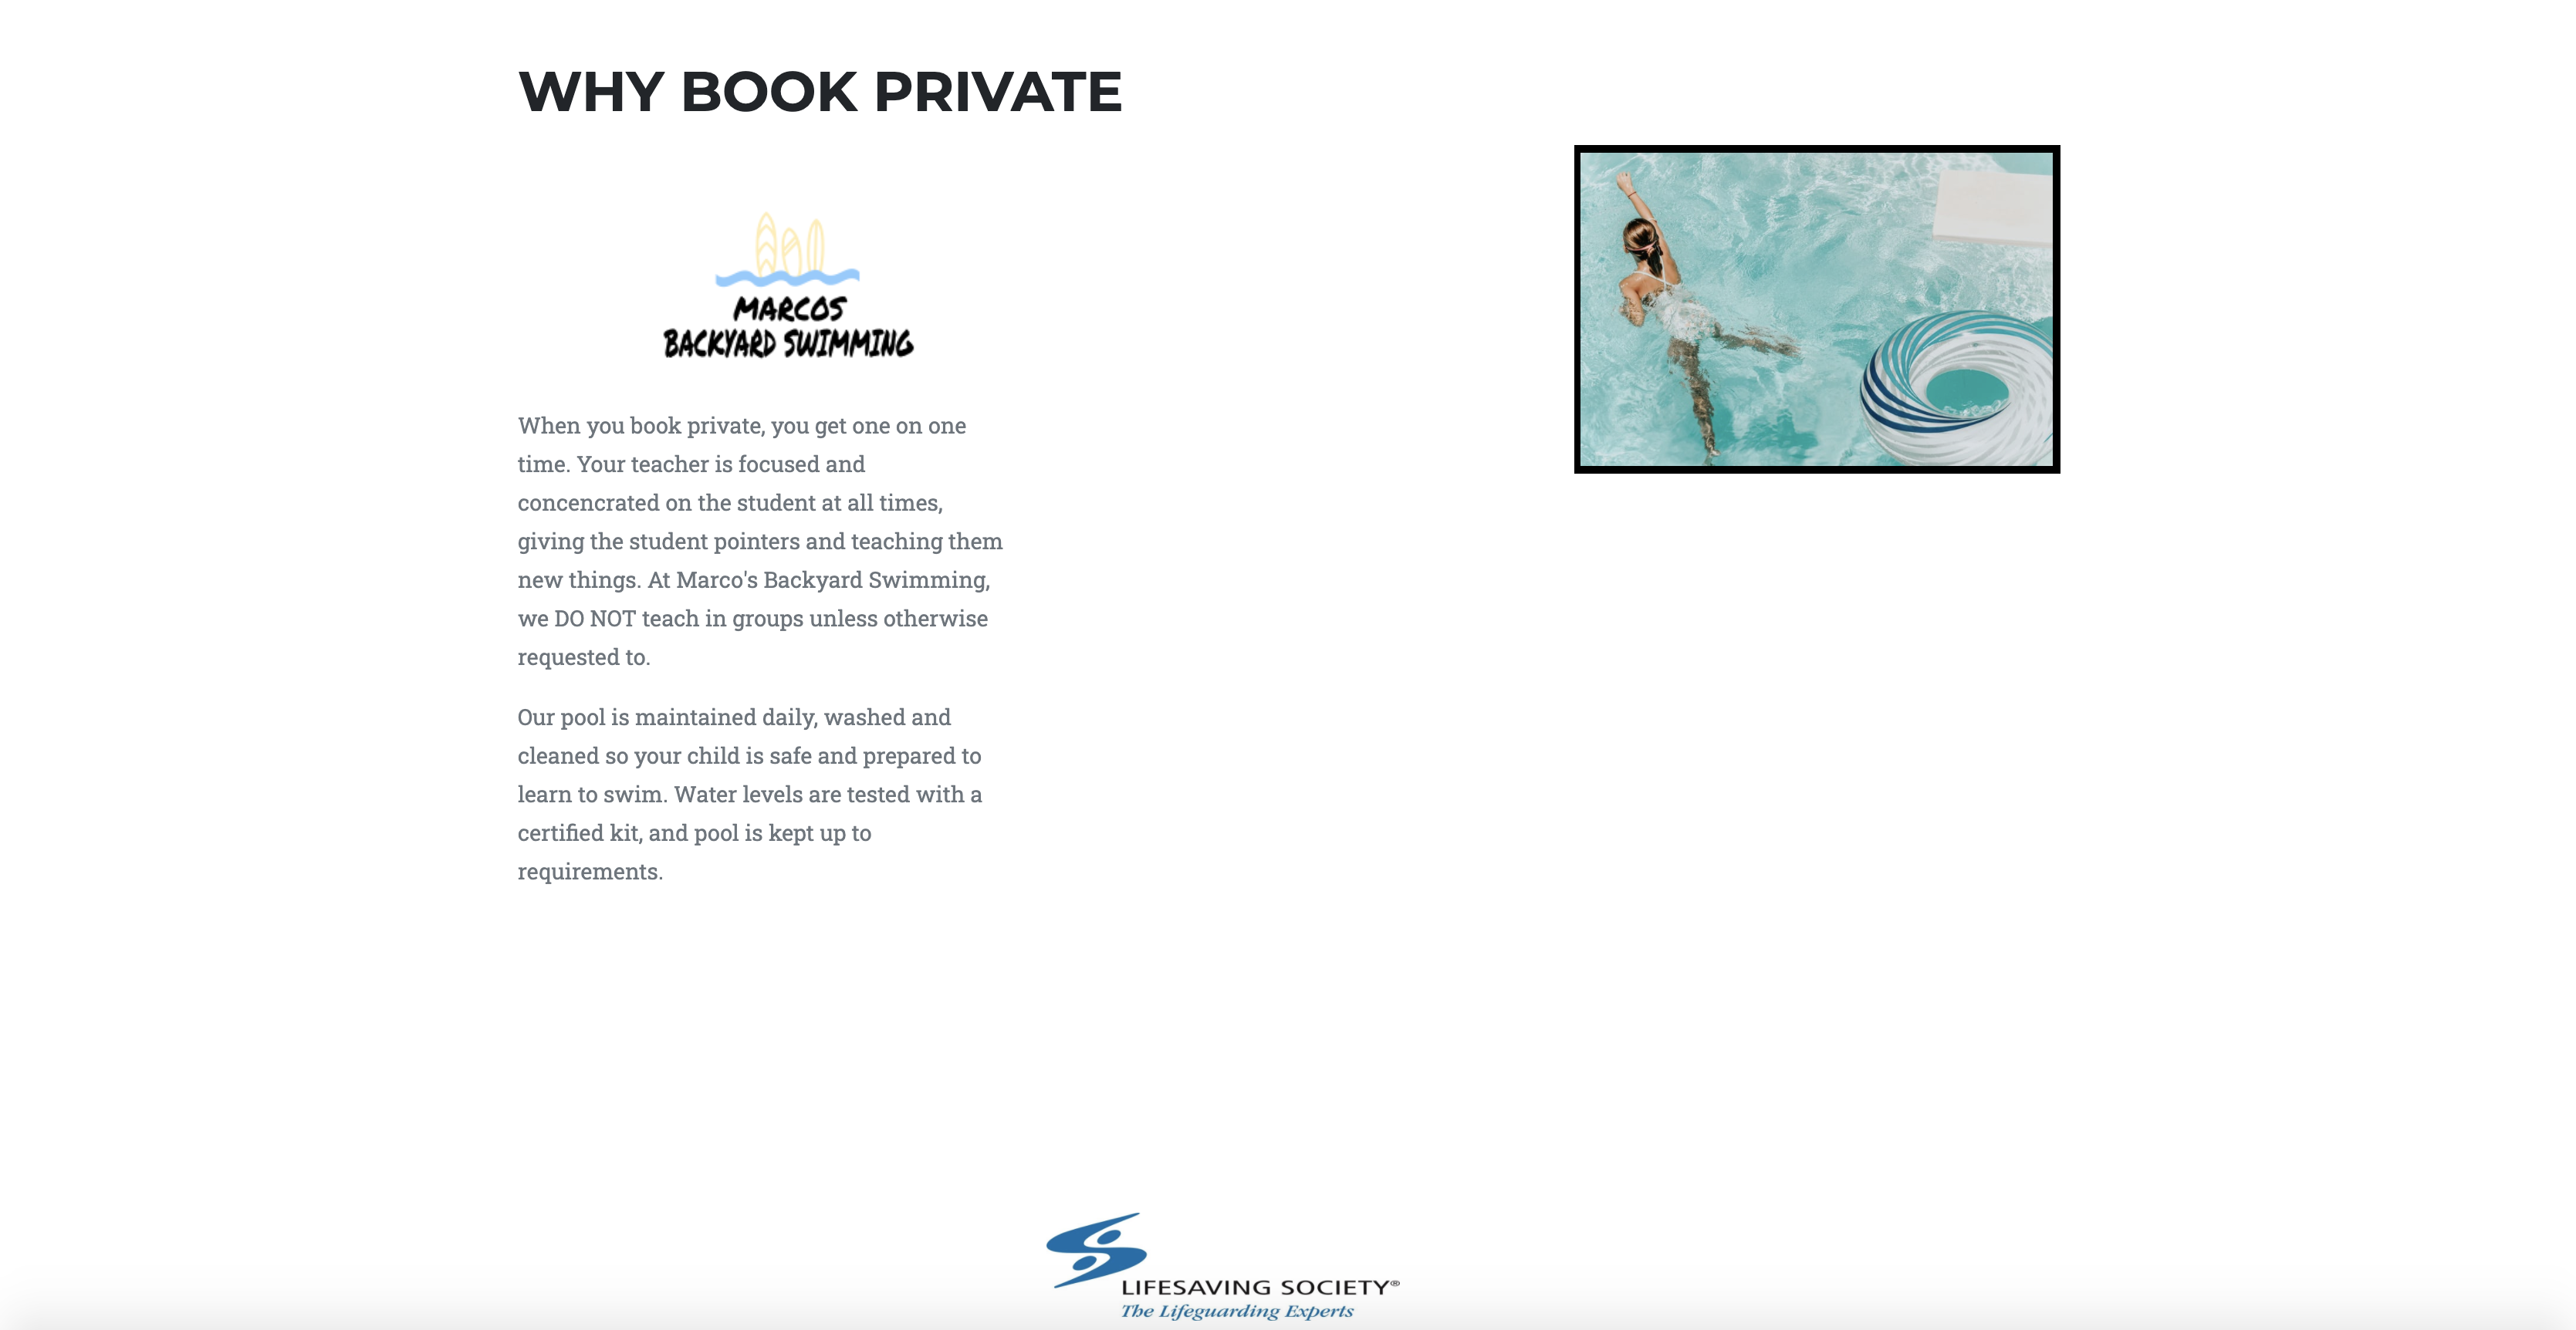 WHY BOOK PRIVATE
MARCOS
BACKYARD SWIMMING
When you book private, you get one on one
time. Your teacher is focused and
concencrated on the student at all times,
giving the student pointers and teaching them
new things. At Marco's Backyard Swimming,
we DO NOT teach in groups unless otherwise
requested to.
Our pool is maintained daily, washed and
cleaned so your child is safe and prepared to
learn to swim. Water levels are tested with a
certified kit, and pool is kept up to
requirements.
LIFESAVING SOCIETY®
The Lifeguarding Experts